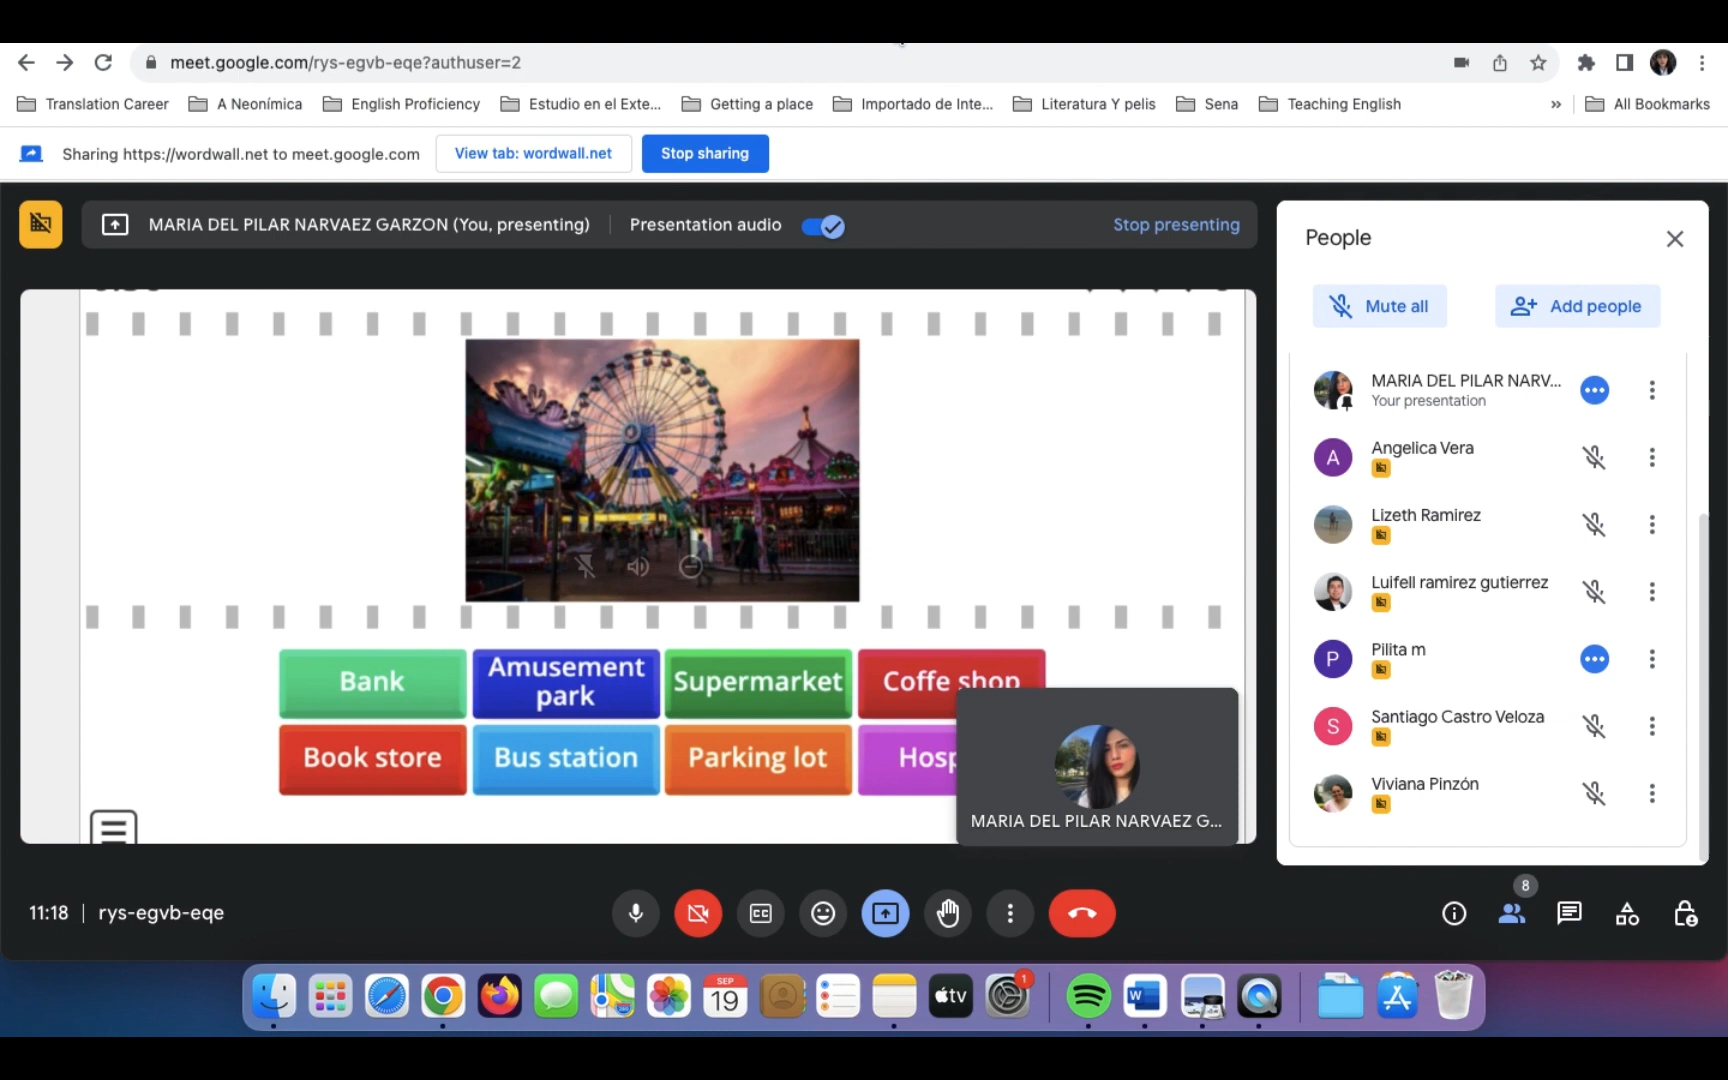 meet.google.com/rys-egvb-eqe?authuser=2
Translation Career
A Neonímica
English Proficiency
Estudio en el Exte...
Getting a place
Importado de Inte...
Literatura Y pelis
Sena
Teaching English
»
All Bookmarks
Sharing https://wordwall.net to meet.google.com
View tab: wordwall.net
Stop sharing
MARIA DEL PILAR NARVAEZ GARZON (You, presenting)
Presentation audio
Stop presenting
People
Mute all
Add people
MARIA DEL PILAR NARV...
Your presentation
A
Angelica Vera
Lizeth Ramirez
Luifell ramirez gutierrez
P
Pilita m
S
Santiago Castro Veloza
Viviana Pinzón
Bank
Amusement
park
Supermarket
Coffe shop
Book store
Bus station
Parking lot
Hosp
MARIA DEL PILAR NARVAEZ G...
11:18
rys-egvb-eqe
CC
8
SEP
19
tv
1
W